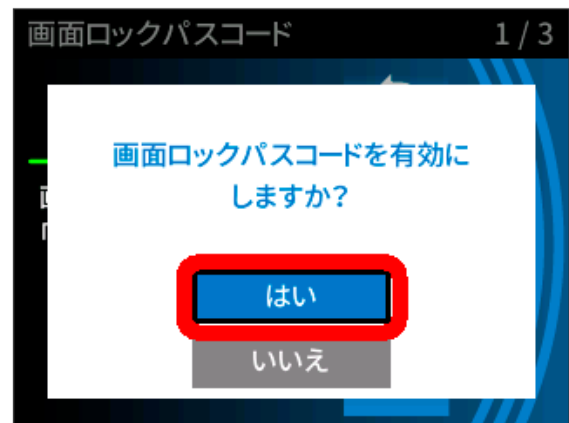 画面ロックパスコード 1/3
画面ロックパスコードを有効に
しますか?
はい
いいえ